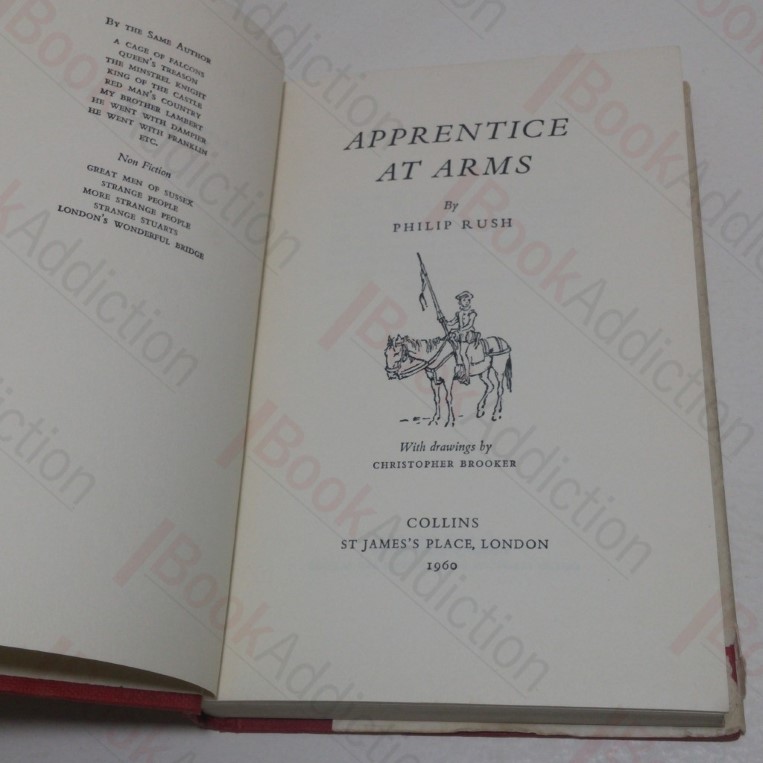 BY THE SAME AUTHOR
A CAGE OF FALCONS
QUEEN'S TREASON
THE MINSTREL KNIGHT
KING OF THE CASTLE
RED MAN'S COUNTRY
MY BROTHER LAMBERT
HE WENT WITH DAMPIER
HE WENT WITH FRANKLIN
ETC.
Non Fiction
GREAT MEN OF SUSSEX
STRANGE PEOPLE
MORE STRANGE PEOPLE
STRANGE STUARTS
LONDON'S WONDERFUL BRIDGE
APPRENTICE
AT ARMS
By
PHILIP RUSH
With drawings by
CHRISTOPHER BROOKER
COLLINS
ST JAMES'S PLACE, LONDON
1960
BookAddiction